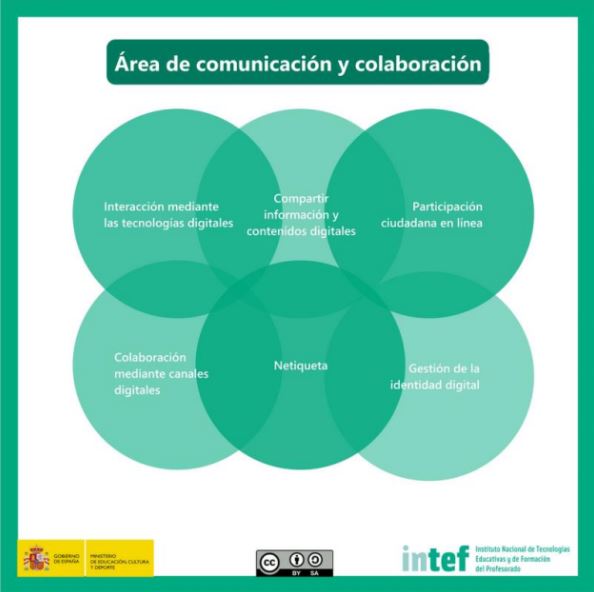 Área de comunicación y colaboración
Interacción mediante
las tecnologías digitales
Compartir
información y
contenidos digitales
Participación
ciudadana en línea
Colaboración
mediante canales
digitales
Netiqueta
Gestión de la
identidad digital
GOBIERNO
DE ESPAÑA
MINISTERIO
DE EDUCACIÓN, CULTURA
Y DEPORTE
cc
BY SA
intef
Instituto Nacional de Tecnologías
Educativas y de Formación
del Profesorado